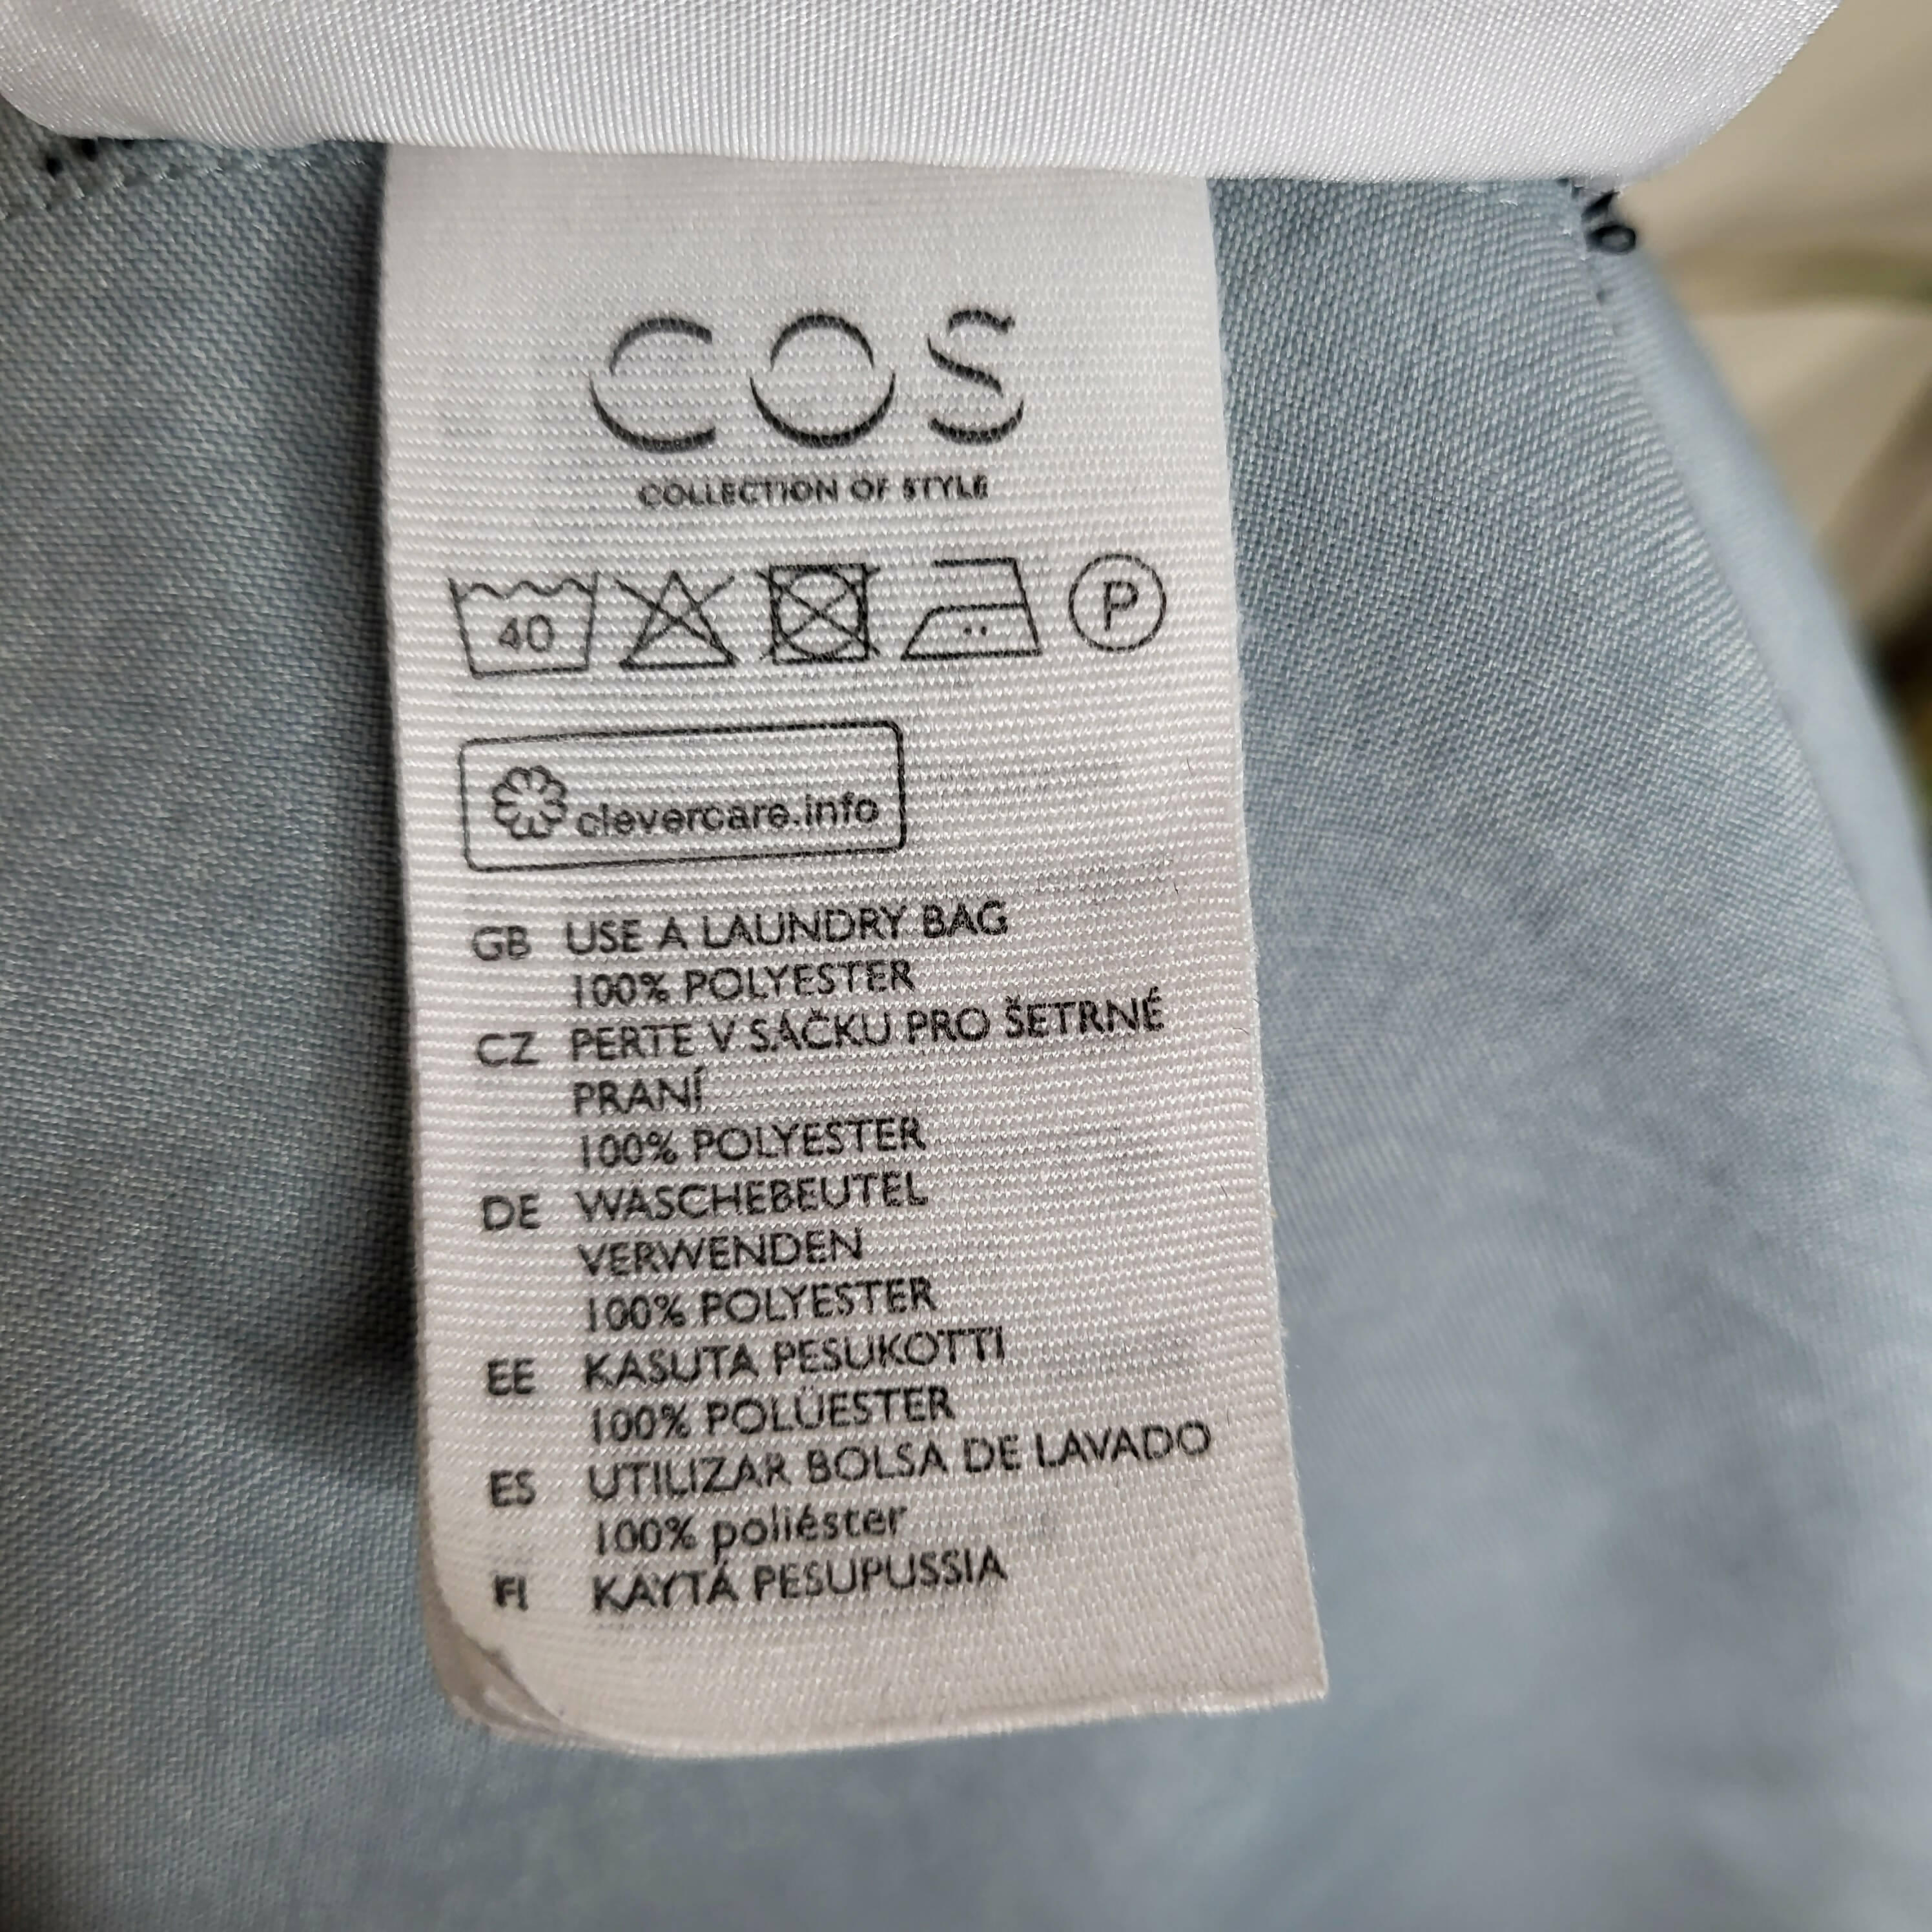 COS
COLLECTION OF STYLE
40 P
clevercare.info
GB USE A LAUNDRY BAG
100% POLYESTER
CZ PERTE V SÁČKU PRO ŠETRNÉ
PRANÍ
100% POLYESTER
DE WASCHEBEUTEL
VERWENDEN
100% POLYESTER
EE KASUTA PESUKOTTI
100% POLÜESTER
ES UTILIZAR BOLSA DE LAVADO
100% poliéster
FI KÄYTÄ PESUPUSSIA